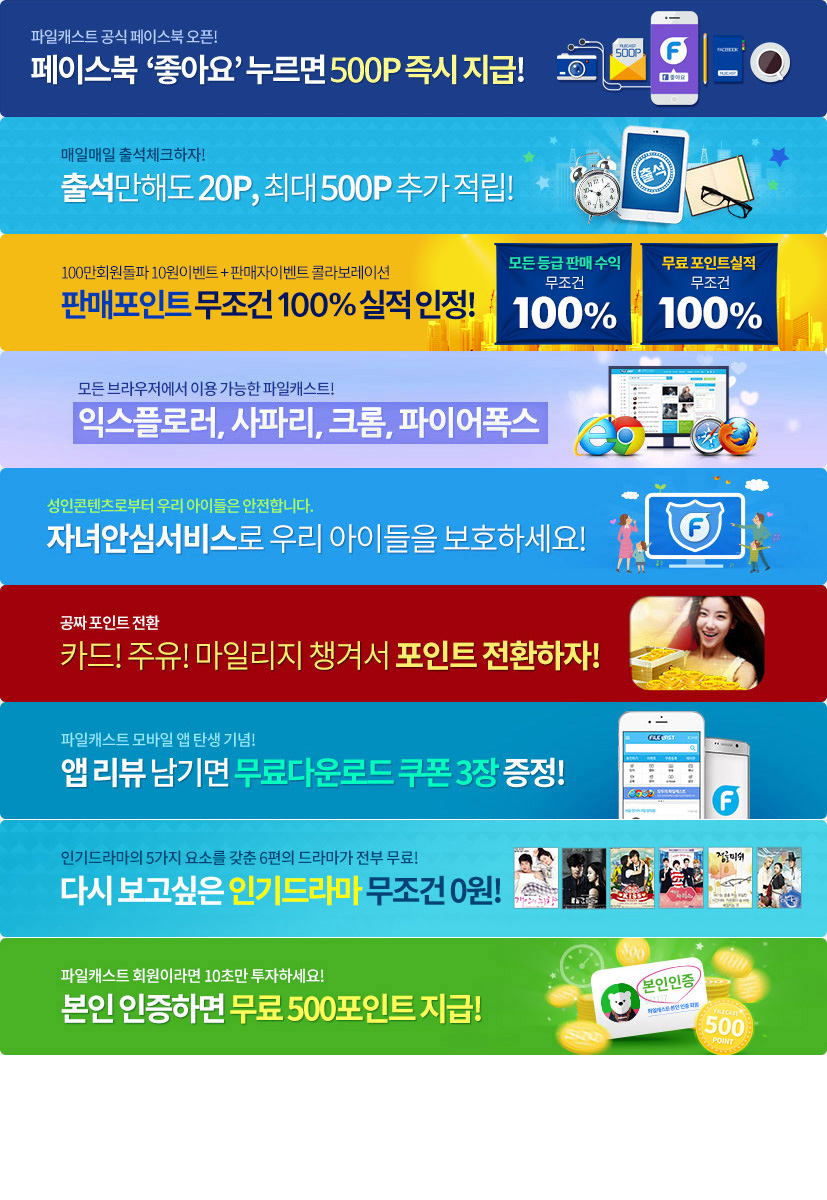 파일캐스트 공식 페이스북 오픈!
페이스북 ‘좋아요’ 누르면 500P 즉시 지급!
FILECAST
500P
좋아요
FACEBOOK
FILECAST
매일매일 출석체크하자!
출석만해도 20P, 최대 500P 추가 적립!
출석
100만회원돌파 10원이벤트 + 판매자이벤트 콜라보레이션
판매포인트 무조건 100% 실적 인정!
모든 등급 판매 수익
무조건
100%
무료 포인트실적
무조건
100%
모든 브라우저에서 이용 가능한 파일캐스트!
익스플로러, 사파리, 크롬, 파이어폭스
성인콘텐츠로부터 우리 아이들은 안전합니다.
자녀안심서비스로 우리 아이들을 보호하세요!
공짜 포인트 전환
카드! 주유! 마일리지 챙겨서 포인트 전환하자!
파일캐스트 모바일 앱 탄생 기념!
앱 리뷰 남기면 무료다운로드 쿠폰 3장 증정!
FILECAST
인기드라마의 5가지 요소를 갖춘 6편의 드라마가 전부 무료!
다시 보고싶은 인기드라마 무조건 0원!
파일캐스트 회원이라면 10초만 투자하세요!
본인 인증하면 무료 500포인트 지급!
500
본인인증
파일캐스트 본인 인증 회원
FILECAST
500
POINT